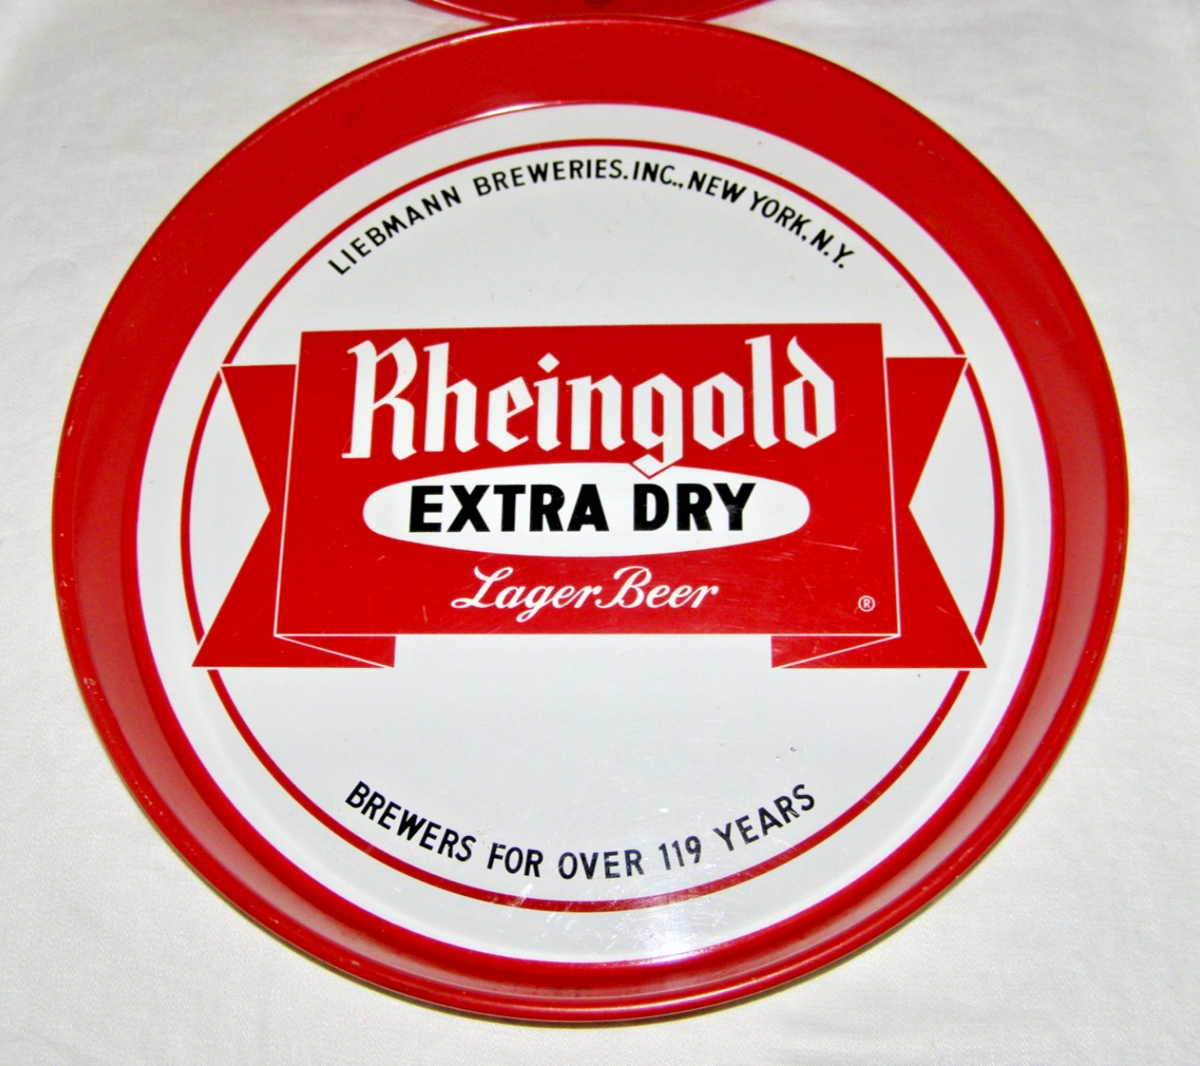 LIEBMANN BREWERIES.INC., NEW YORK, N.Y.
Rheingold
EXTRA DRY
Lager Beer
®
BREWERS FOR OVER 119 YEARS